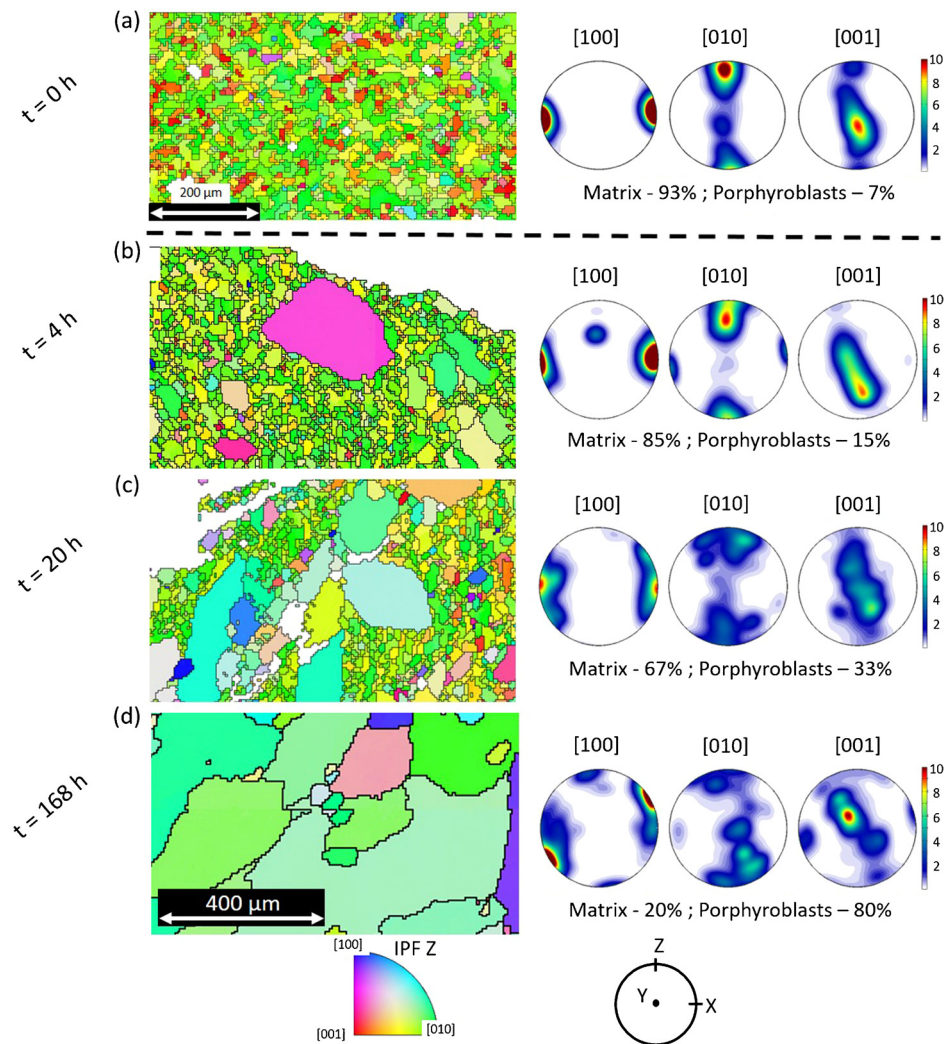 (a)
t = 0 h
200 µm
[100] [010] [001]
10
8
6
4
2
Matrix - 93% ; Porphyroblasts – 7%
(b)
t = 4 h
[100] [010] [001]
10
8
6
4
2
Matrix - 85% ; Porphyroblasts – 15%
(c)
t = 20 h
[100] [010] [001]
10
8
6
4
2
Matrix - 67% ; Porphyroblasts – 33%
(d)
t = 168 h
400 µm
[100] [010] [001]
10
8
6
4
2
Matrix - 20% ; Porphyroblasts – 80%
[100] IPF Z
[001] [010]
Z
Y X